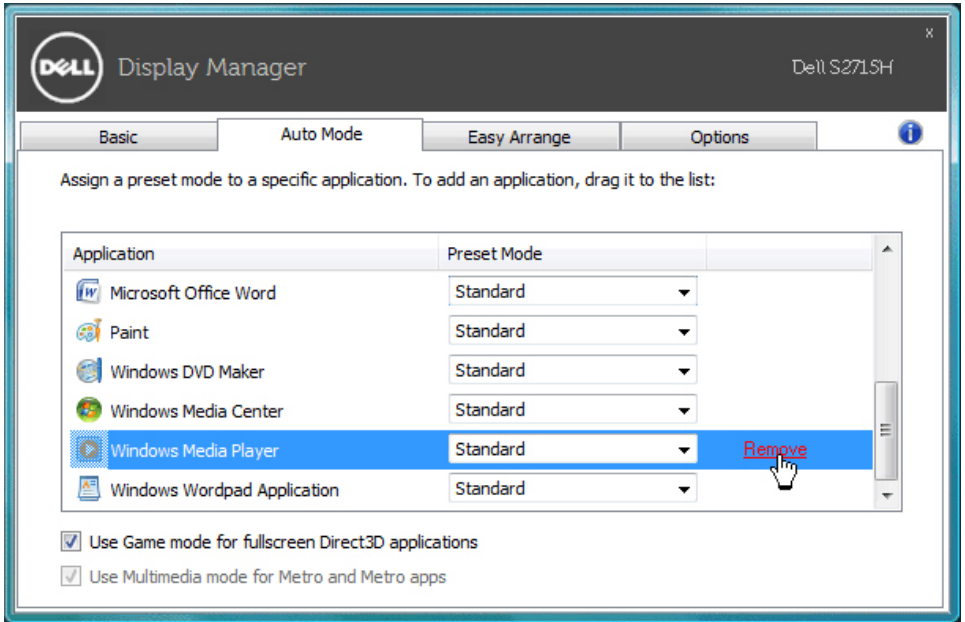 x
DELL Display Manager Dell S2715H
Basic Auto Mode Easy Arrange Options i
Assign a preset mode to a specific application. To add an application, drag it to the list:
Application Preset Mode
W Microsoft Office Word Standard
Paint Standard
Windows DVD Maker Standard
Windows Media Center Standard
Windows Media Player Standard Remove
A Windows Wordpad Application Standard
Use Game mode for fullscreen Direct3D applications
Use Multimedia mode for Metro and Metro apps